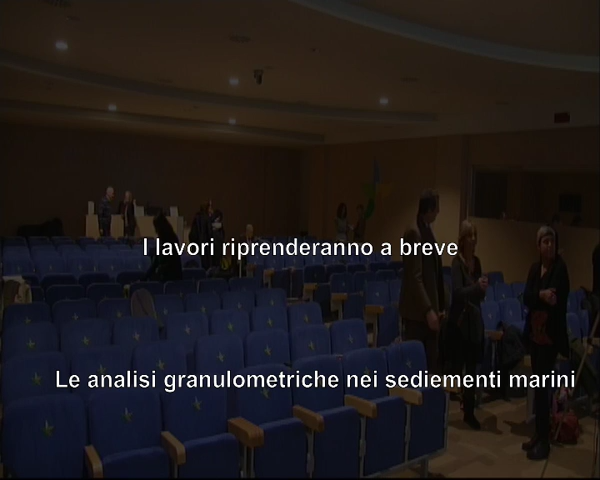 I lavori riprenderanno a breve
Le analisi granulometriche nei sediementi marini